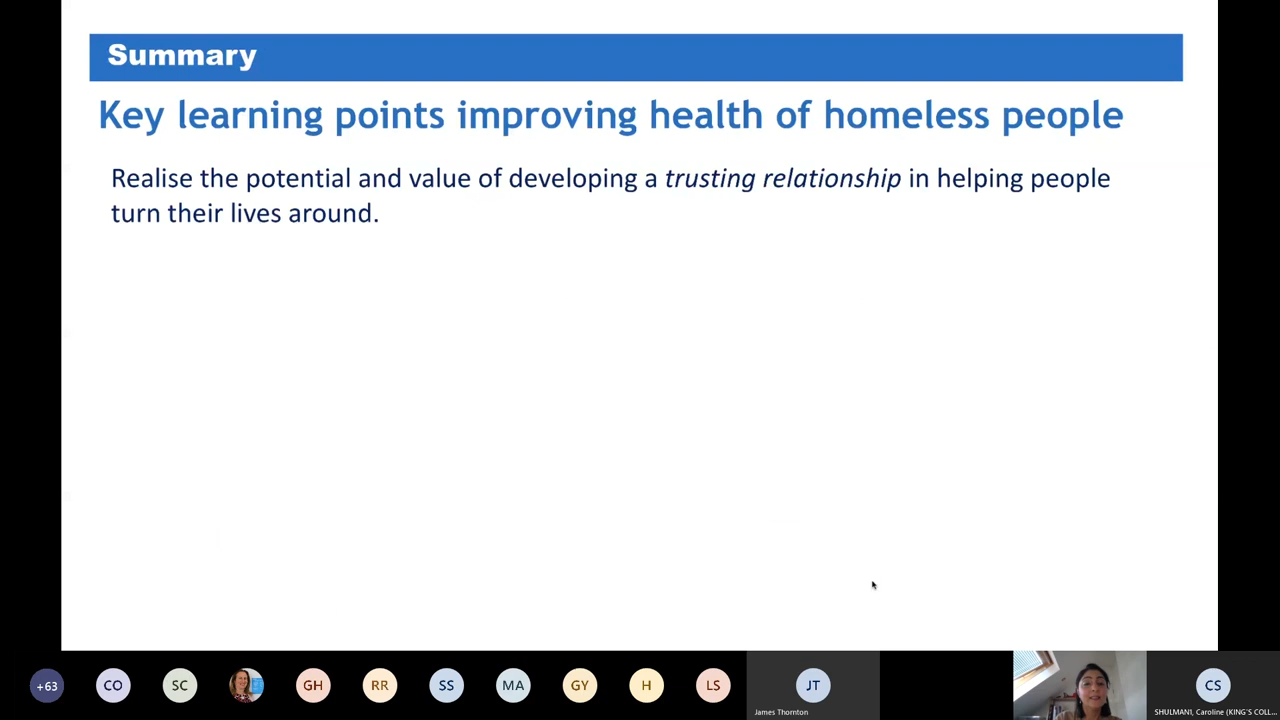 Summary
Key learning points improving health of homeless people
Realise the potential and value of developing a trusting relationship in helping people
turn their lives around.
+63
CO
SC
GH
RR
SS
MA
GY
H
LS
JT
James Thornton
CS
SHULMANI, Caroline (KING'S COLL...